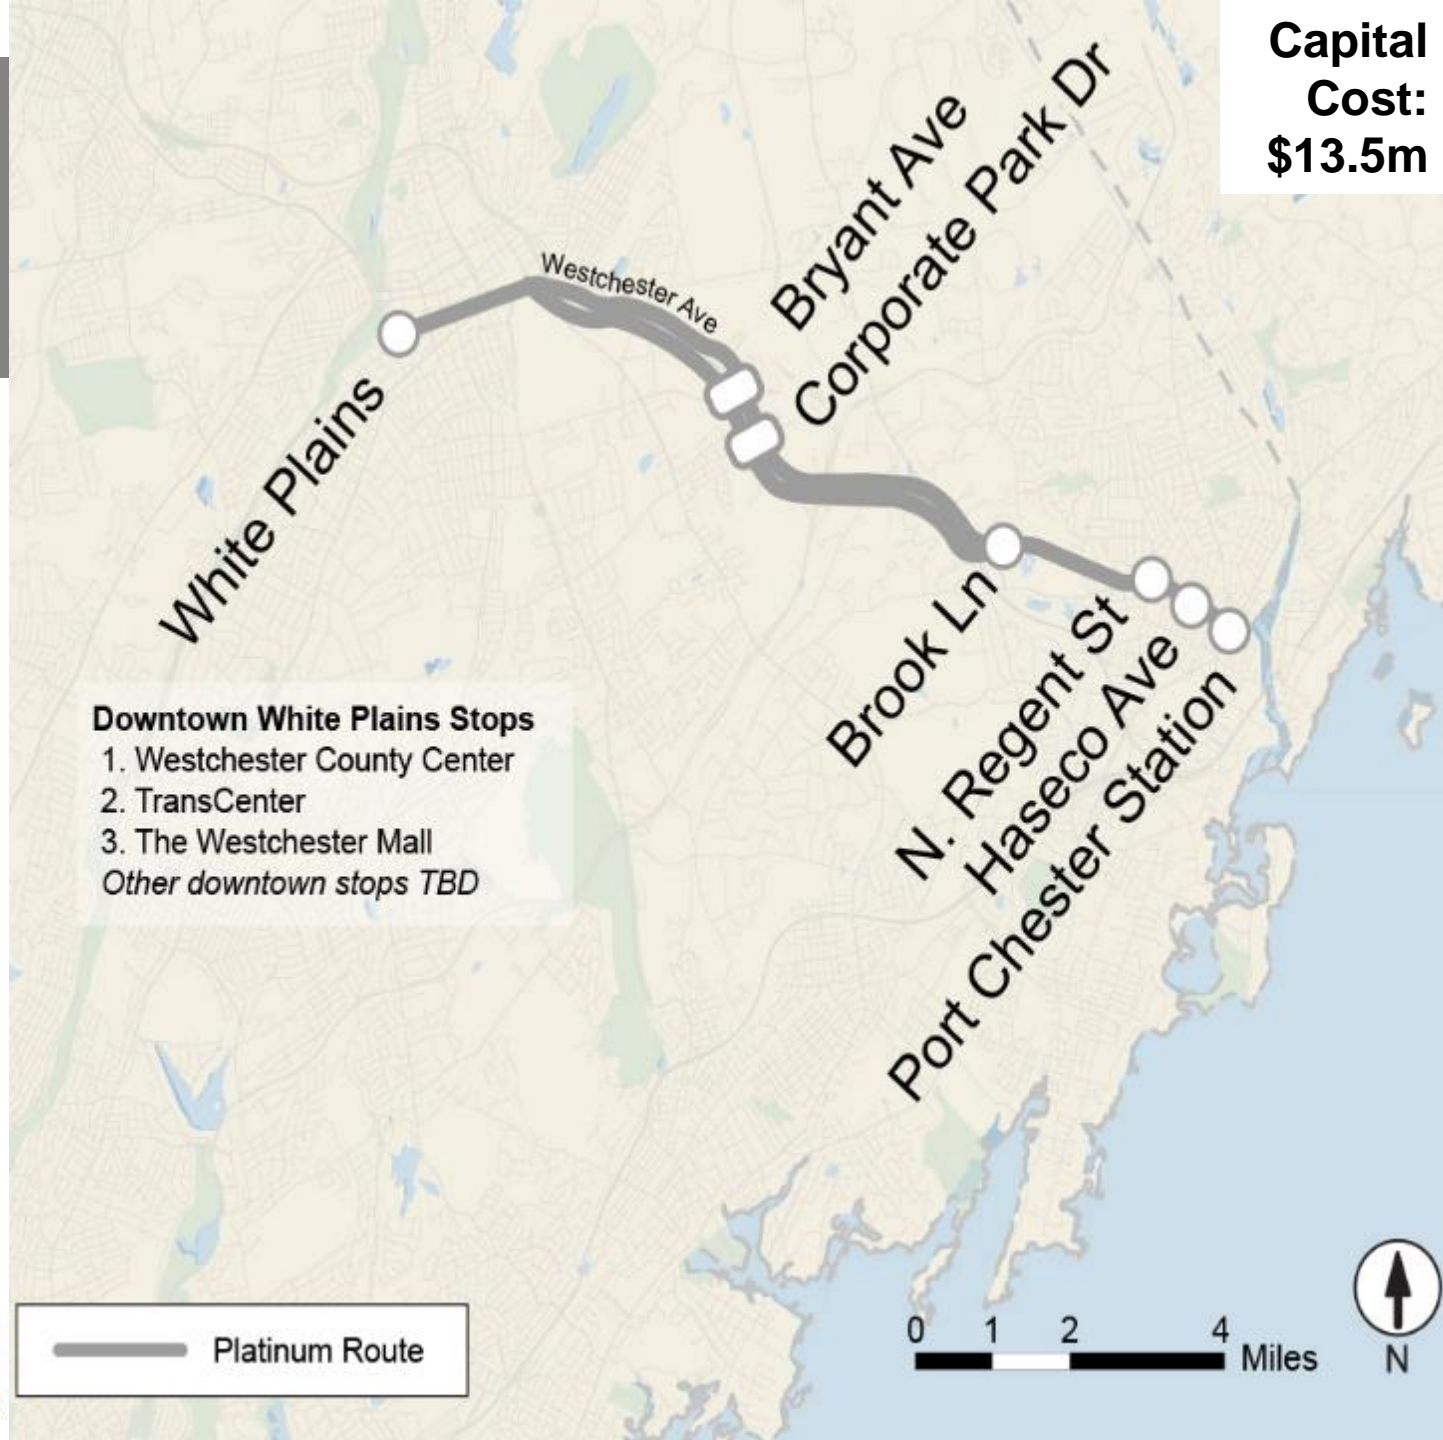 Capital
Cost:
$13.5m
Bryant Ave
Corporate Park Dr
Westchester Ave
White Plains
Brook Ln
N. Regent St
Haseco Ave
Port Chester Station
Downtown White Plains Stops
1. Westchester County Center
2. TransCenter
3. The Westchester Mall
Other downtown stops TBD
Platinum Route
0 1 2 4
Miles
N